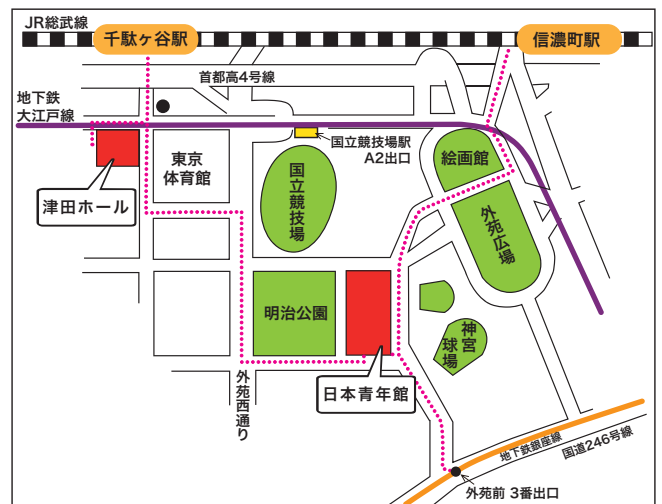 JR総武線
千駄ヶ谷駅
信濃町駅
首都高4号線
地下鉄
大江戸線
国立競技場駅
A2出口
東京
体育館
絵画館
国立競技場
津田ホール
外苑広場
明治公園
神宮
球場
日本青年館
外苑西通り
地下鉄銀座線
国道246号線
外苑前 3番出口